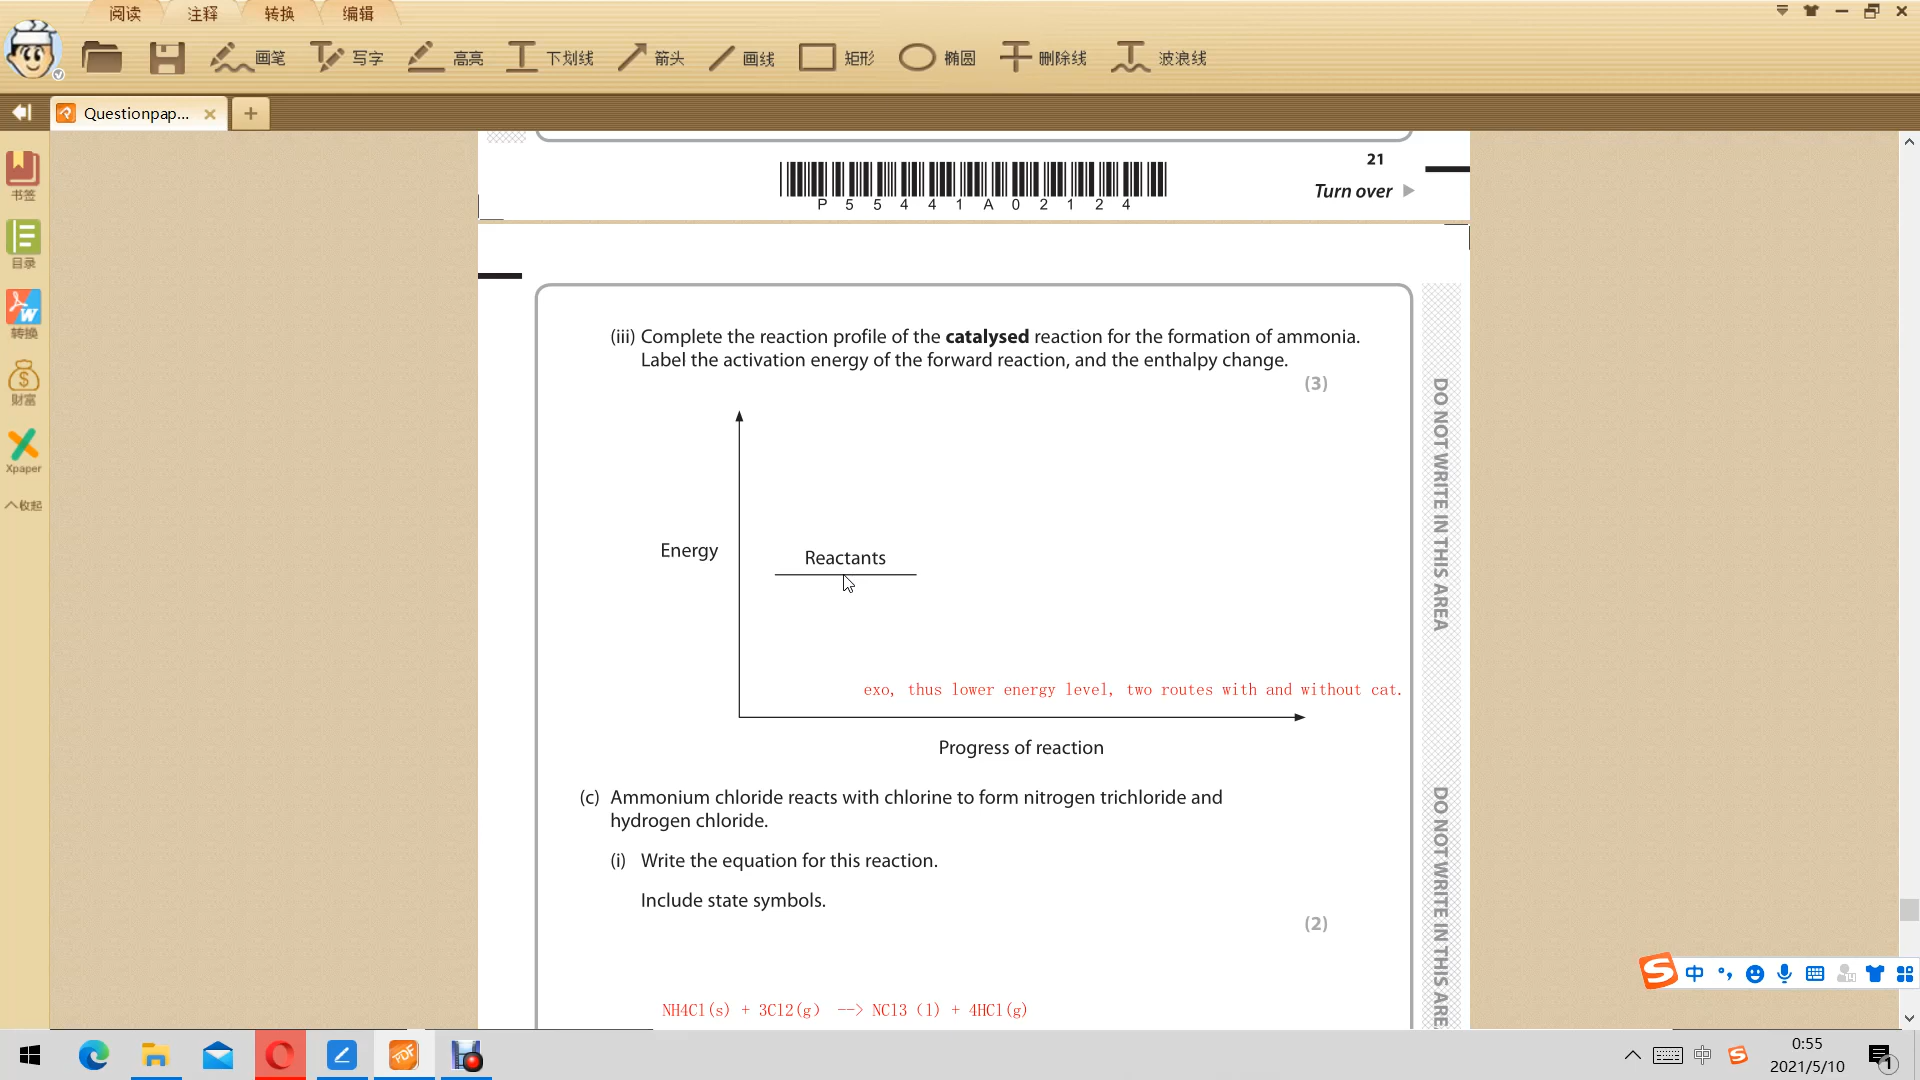 阅读 注释 转换 编辑
画笔 写字 高亮 下划线 箭头 画线 矩形 椭圆 删除线 波浪线
Questionpap...
书签
目录
转换
财富
Xpaper
收起
21
P 5 5 4 4 1 A 0 2 1 2 4
Turn over
(iii) Complete the reaction profile of the catalysed reaction for the formation of ammonia.
Label the activation energy of the forward reaction, and the enthalpy change.
(3)
Energy
Reactants
exo, thus lower energy level, two routes with and without cat.
Progress of reaction
(c) Ammonium chloride reacts with chlorine to form nitrogen trichloride and
hydrogen chloride.
(i) Write the equation for this reaction.
Include state symbols.
(2)
NH4Cl(s) + 3Cl2(g) --> NCl3 (l) + 4HCl(g)
DO NOT WRITE IN THIS AREA
DO NOT WRITE IN THIS AREA
中
中
0:55
2021/5/10
1